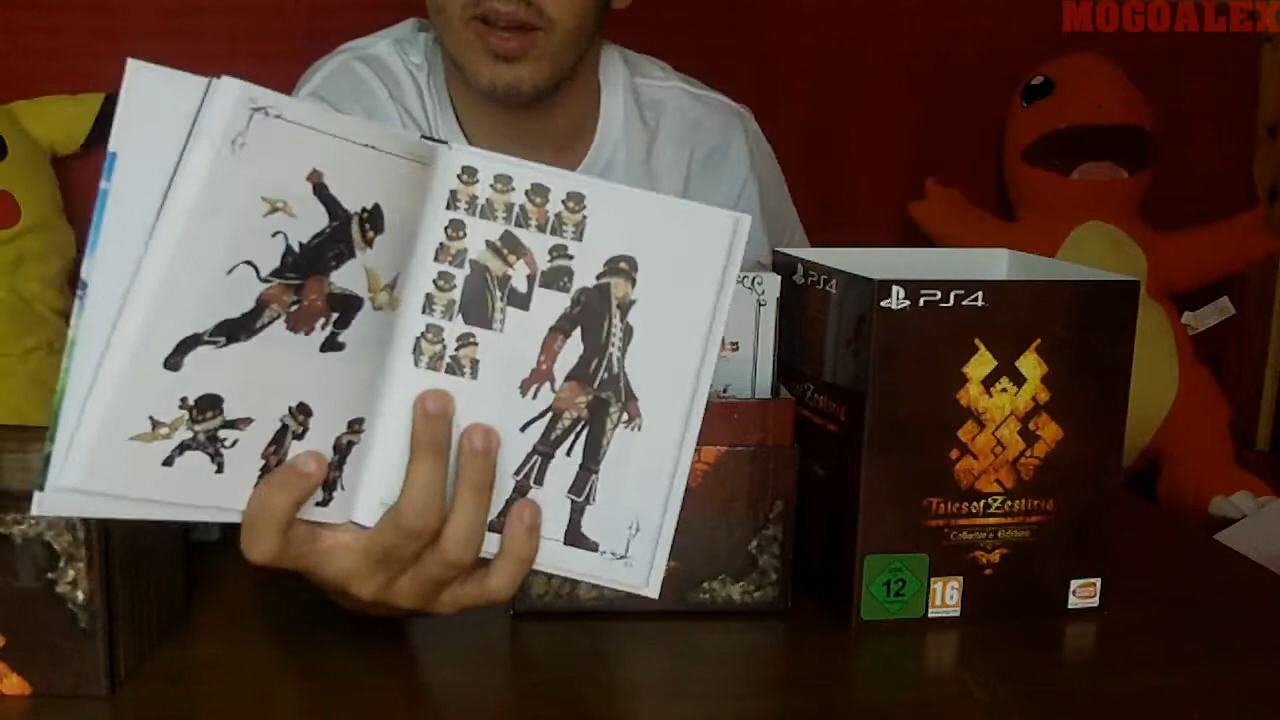 MOGOALEX
PS4
PS4
Tales of Zestiria
Collector's Edition
12
16